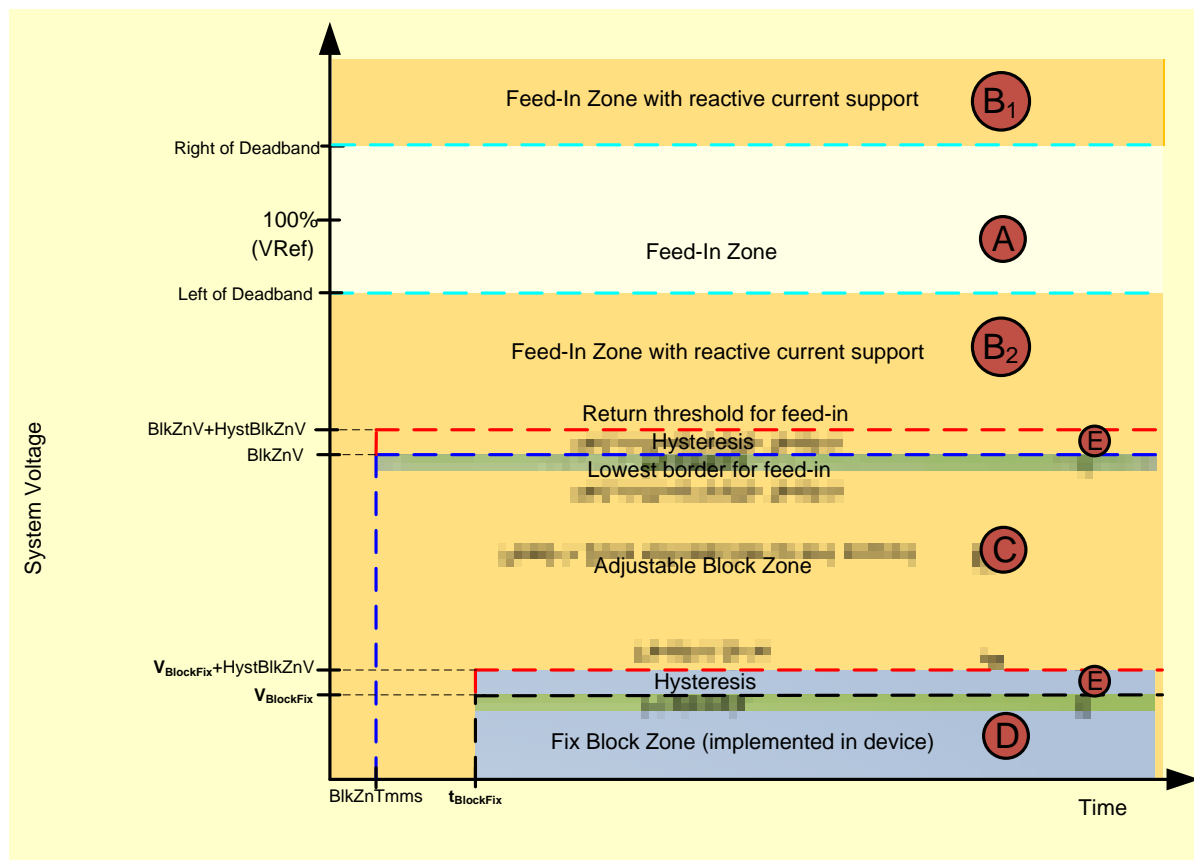 Feed-In Zone with reactive current support
B1
Right of Deadband
100%
(VRef)
Feed-In Zone
A
Left of Deadband
Feed-In Zone with reactive current support
B2
Return threshold for feed-in
BlkZnV+HystBlkZnV
Hysteresis
E
BlkZnV
Lowest border for feed-in
System Voltage
Adjustable Block Zone
C
VBlockFix+HystBlkZnV
Hysteresis
E
VBlockFix
Fix Block Zone (implemented in device)
D
BlkZnTmms
tBlockFix
Time